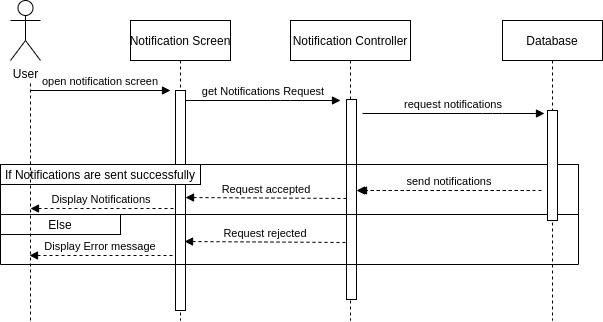 Notification Screen
Notification Controller
Database
User
open notification screen
get Notifications Request
request notifications
If Notifications are sent successfully
send notifications
Request accepted
Display Notifications
Else
Request rejected
Display Error message